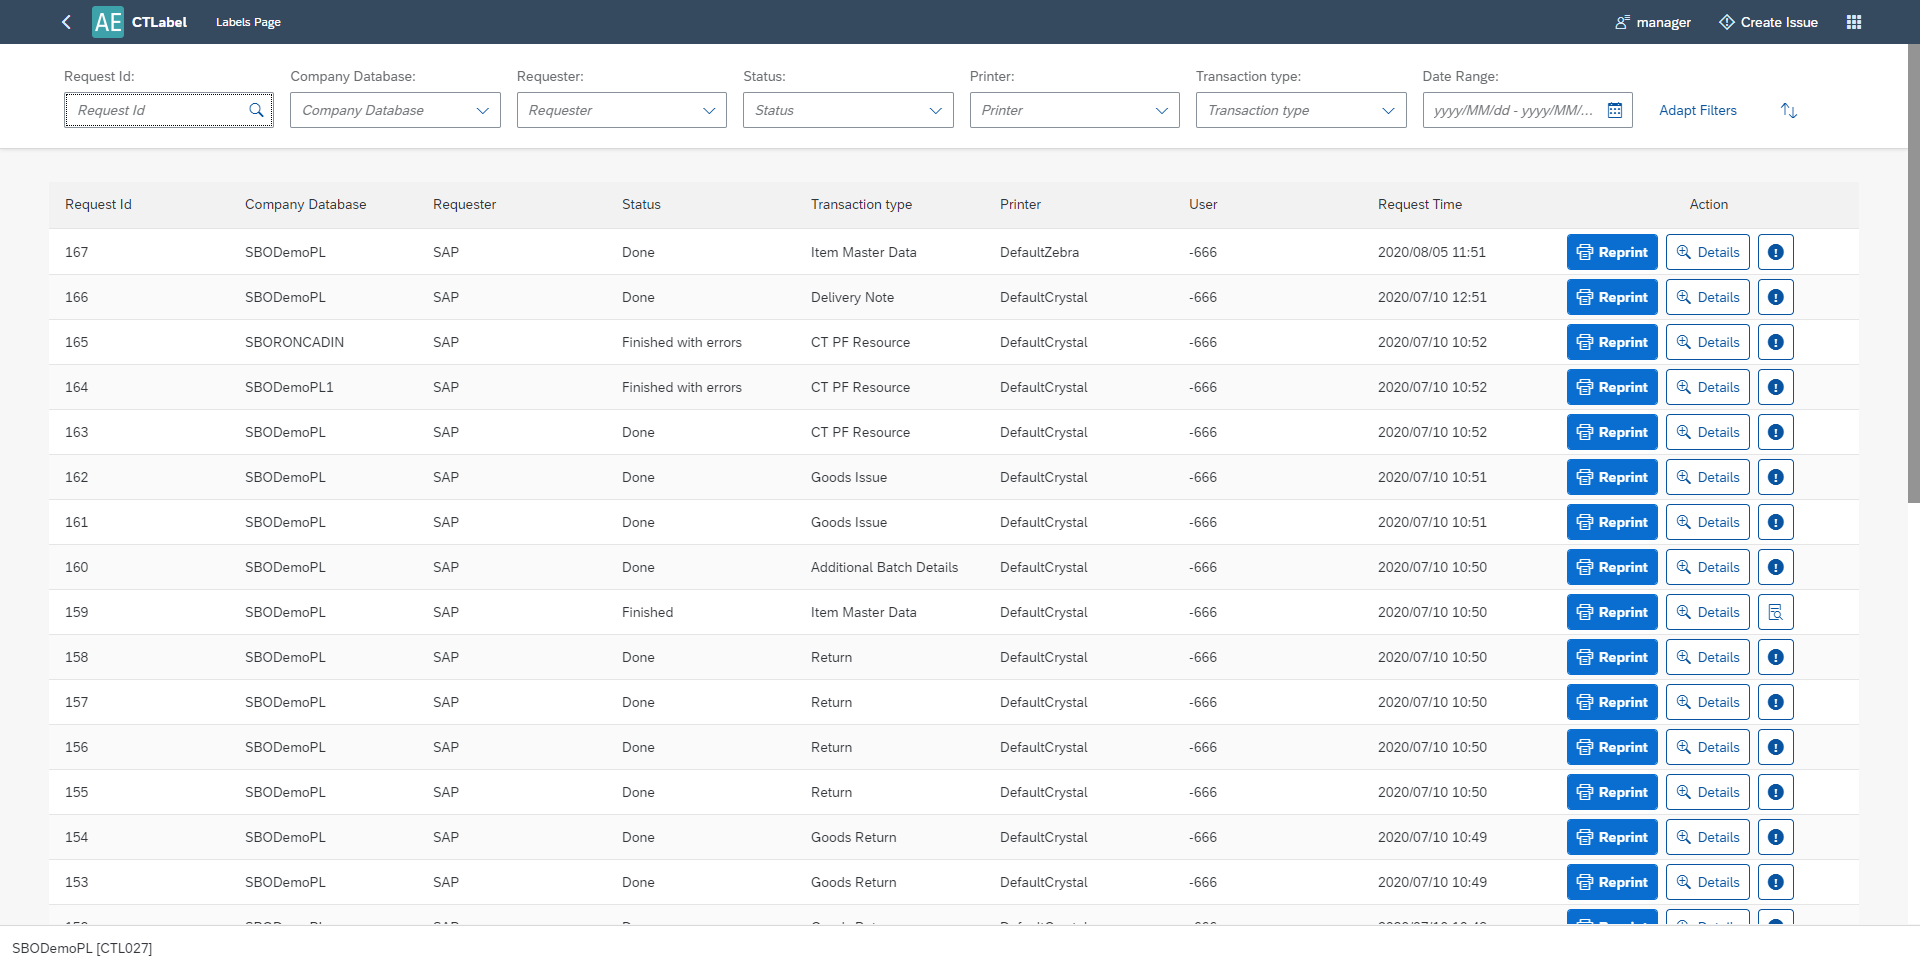 AE CTLabel Labels Page manager Create Issue
Request Id: Company Database: Requester: Status: Printer: Transaction type: Date Range:
Request Id Company Database Requester Status Printer Transaction type yyyy/MM/dd - yyyy/MM/... Adapt Filters
Request Id Company Database Requester Status Transaction type Printer User Request Time Action
167 SBODemoPL SAP Done Item Master Data DefaultZebra -666 2020/08/05 11:51 Reprint Details
166 SBODemoPL SAP Done Delivery Note DefaultCrystal -666 2020/07/10 12:51 Reprint Details
165 SBORONCADIN SAP Finished with errors CT PF Resource DefaultCrystal -666 2020/07/10 10:52 Reprint Details
164 SBODemoPL1 SAP Finished with errors CT PF Resource DefaultCrystal -666 2020/07/10 10:52 Reprint Details
163 SBODemoPL SAP Done CT PF Resource DefaultCrystal -666 2020/07/10 10:52 Reprint Details
162 SBODemoPL SAP Done Goods Issue DefaultCrystal -666 2020/07/10 10:51 Reprint Details
161 SBODemoPL SAP Done Goods Issue DefaultCrystal -666 2020/07/10 10:51 Reprint Details
160 SBODemoPL SAP Done Additional Batch Details DefaultCrystal -666 2020/07/10 10:50 Reprint Details
159 SBODemoPL SAP Finished Item Master Data DefaultCrystal -666 2020/07/10 10:50 Reprint Details
158 SBODemoPL SAP Done Return DefaultCrystal -666 2020/07/10 10:50 Reprint Details
157 SBODemoPL SAP Done Return DefaultCrystal -666 2020/07/10 10:50 Reprint Details
156 SBODemoPL SAP Done Return DefaultCrystal -666 2020/07/10 10:50 Reprint Details
155 SBODemoPL SAP Done Return DefaultCrystal -666 2020/07/10 10:50 Reprint Details
154 SBODemoPL SAP Done Goods Return DefaultCrystal -666 2020/07/10 10:49 Reprint Details
153 SBODemoPL SAP Done Goods Return DefaultCrystal -666 2020/07/10 10:49 Reprint Details
SBODemoPL [CTL027]